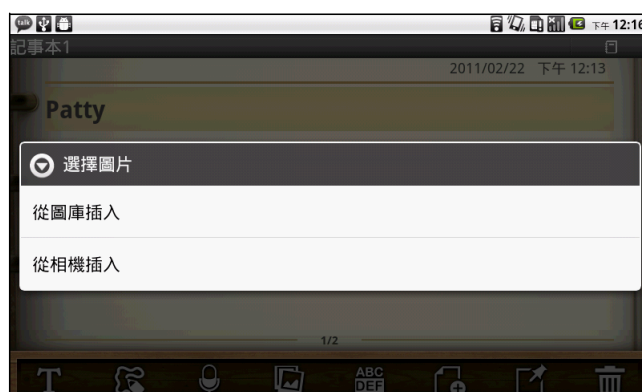 talk
下午 12:16
記事本1
2011/02/22 下午 12:13
Patty
選擇圖片
從圖庫插入
從相機插入
1/2
T
ABC
DEF